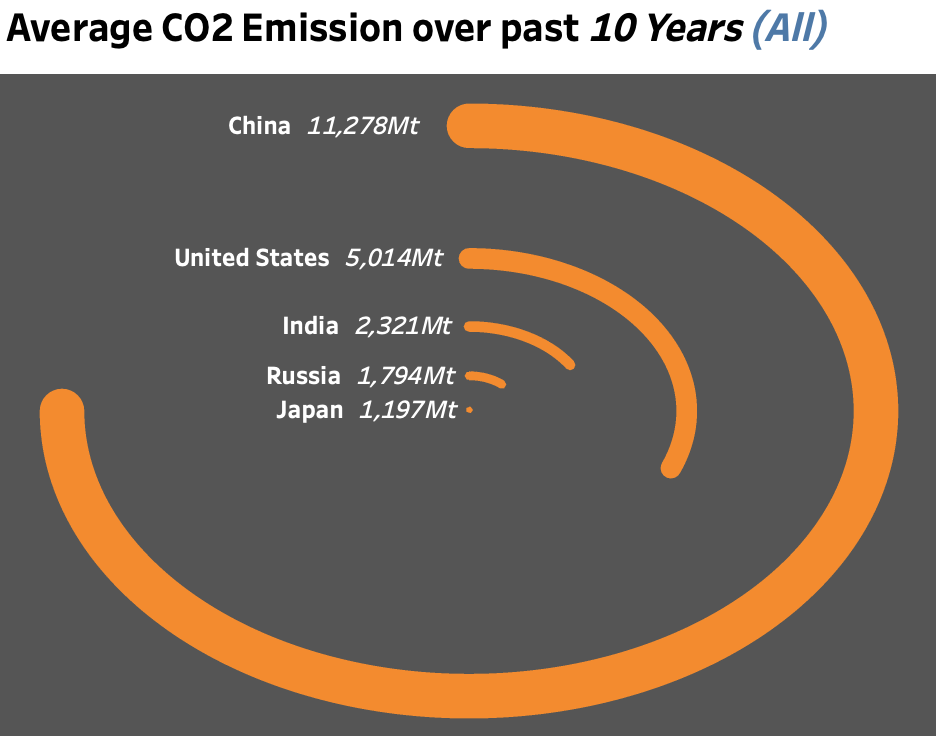 Average CO2 Emission over past 10 Years (All)
China 11,278Mt
United States 5,014Mt
India 2,321Mt
Russia 1,794Mt
Japan 1,197Mt